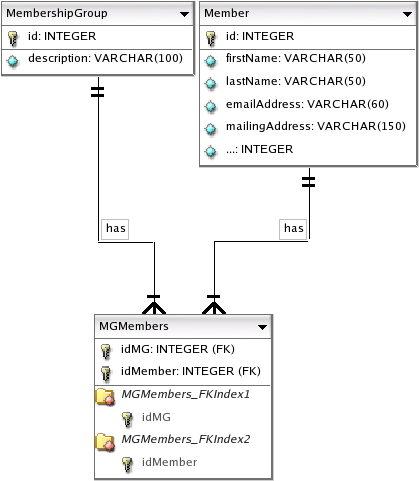 MembershipGroup
id: INTEGER
description: VARCHAR(100)
Member
id: INTEGER
firstName: VARCHAR(50)
lastName: VARCHAR(50)
emailAddress: VARCHAR(60)
mailingAddress: VARCHAR(150)
...: INTEGER
has
has
MGMembers
idMG: INTEGER (FK)
idMember: INTEGER (FK)
MGMembers_FKIndex1
idMG
MGMembers_FKIndex2
idMember